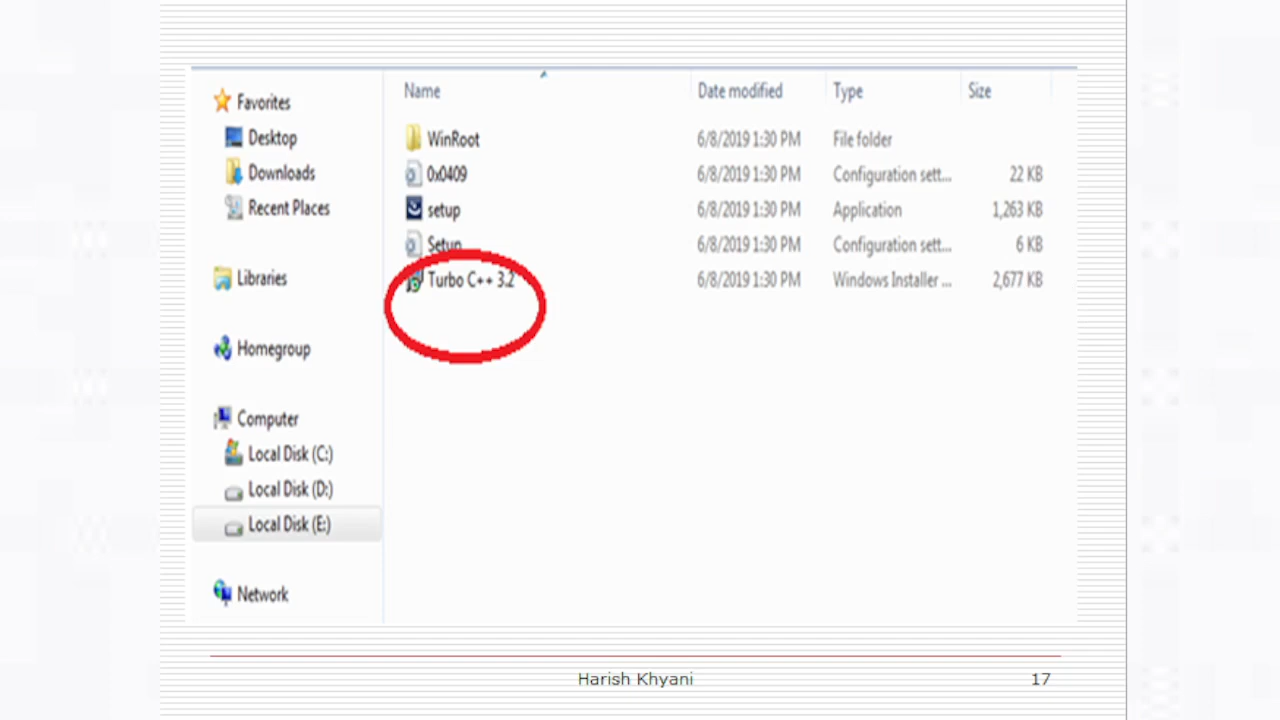 Name Date modified Type Size
Favorites
Desktop
Downloads
Recent Places
Libraries
Homegroup
Computer
Local Disk (C:)
Local Disk (D:)
Local Disk (E:)
Network
WinRoot 6/8/2019 1:30 PM File folder
0x0409 6/8/2019 1:30 PM Configuration sett... 22 KB
setup 6/8/2019 1:30 PM Application 1,263 KB
Setup 6/8/2019 1:30 PM Configuration sett... 6 KB
Turbo C++ 3.2 6/8/2019 1:30 PM Windows Installer ... 2,677 KB
Harish Khyani 17